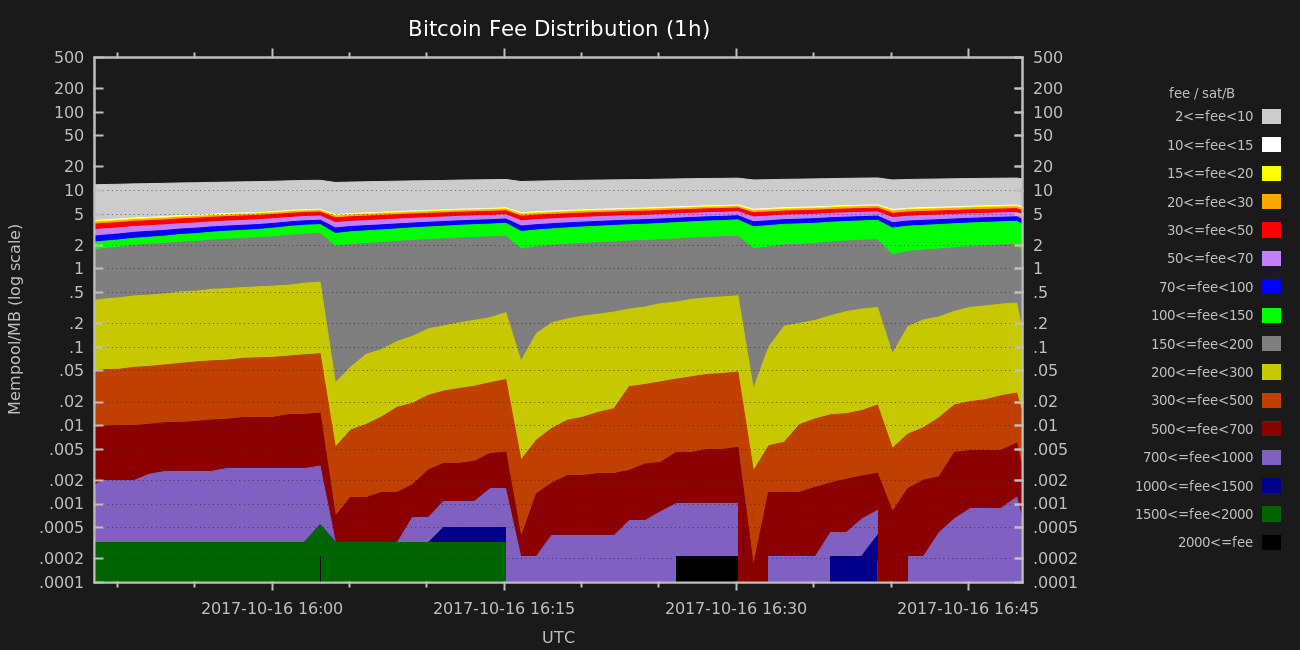 Bitcoin Fee Distribution (1h)
500
200
100
50
20
10
5
2
1
.5
.2
.1
.05
.02
.01
.005
.002
.001
.0005
.0002
.0001
Mempool/MB (log scale)
500
200
100
50
20
10
5
2
1
.5
.2
.1
.05
.02
.01
.005
.002
.001
.0005
.0002
.0001
2017-10-16 16:00
2017-10-16 16:15
2017-10-16 16:30
2017-10-16 16:45
UTC
fee / sat/B
2<=fee<10
10<=fee<15
15<=fee<20
20<=fee<30
30<=fee<50
50<=fee<70
70<=fee<100
100<=fee<150
150<=fee<200
200<=fee<300
300<=fee<500
500<=fee<700
700<=fee<1000
1000<=fee<1500
1500<=fee<2000
2000<=fee